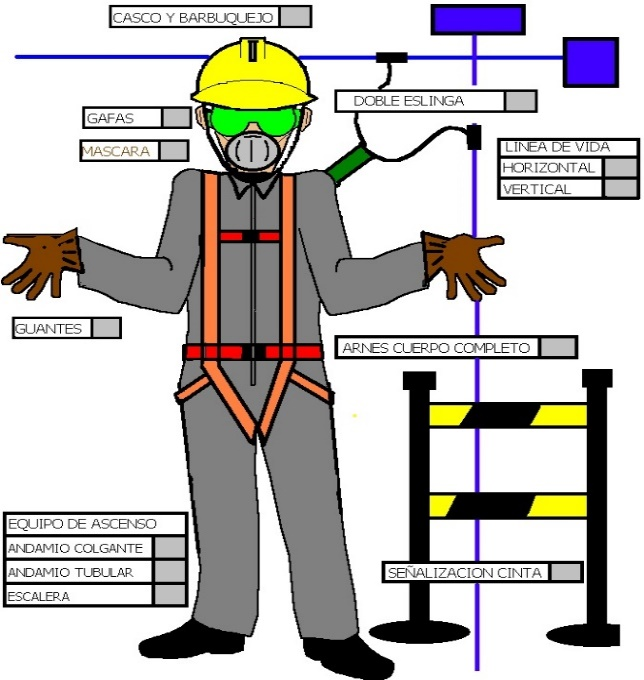 CASCO Y BARBUQUEJO
DOBLE ESLINGA
GAFAS
MASCARA
LINEA DE VIDA
HORIZONTAL
VERTICAL
GUANTES
ARNES CUERPO COMPLETO
EQUIPO DE ASCENSO
ANDAMIO COLGANTE
ANDAMIO TUBULAR
ESCALERA
SEÑALIZACION CINTA